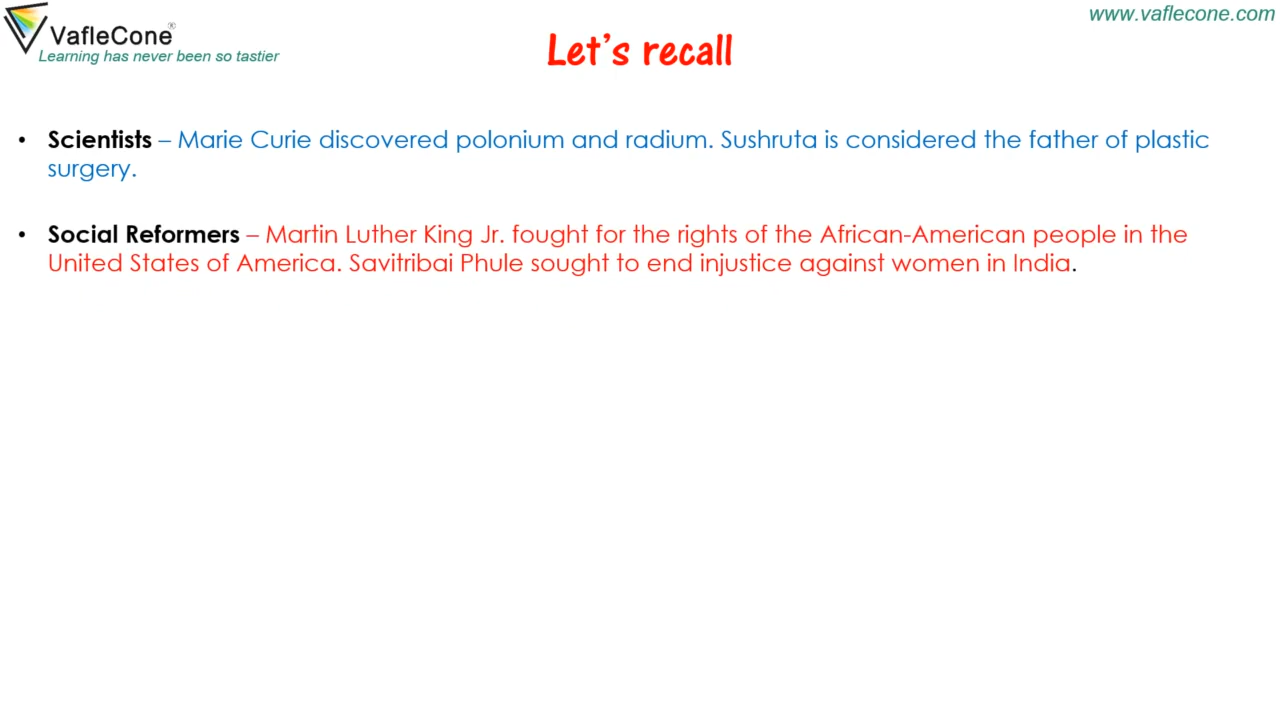 www.vaflecone.com
VafleCone®
Learning has never been so tastier
Let's recall
• Scientists – Marie Curie discovered polonium and radium. Sushruta is considered the father of plastic
surgery.
• Social Reformers – Martin Luther King Jr. fought for the rights of the African-American people in the
United States of America. Savitribai Phule sought to end injustice against women in India.